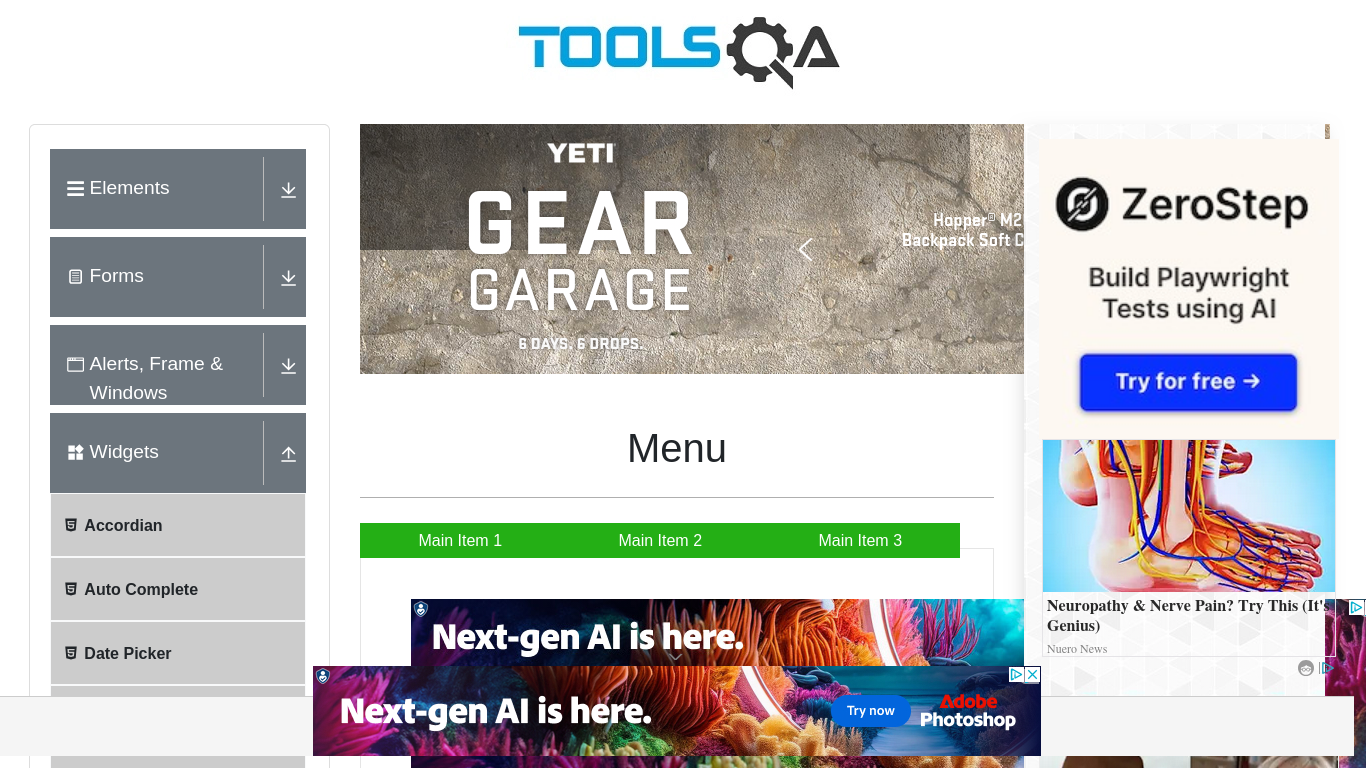 TOOLSQA
Elements
Forms
Alerts, Frame &
Windows
Widgets
Accordian
Auto Complete
Date Picker
YETI
GEAR
GARAGE
6 DAYS. 6 DROPS.
Hopper® M2
Backpack Soft C
Menu
Main Item 1
Main Item 2
Main Item 3
Next-gen AI is here.
Next-gen AI is here.
Try now
Adobe
Photoshop
ZeroStep
Build Playwright
Tests using AI
Try for free →
Neuropathy & Nerve Pain? Try This (It's
Genius)
Nuero News